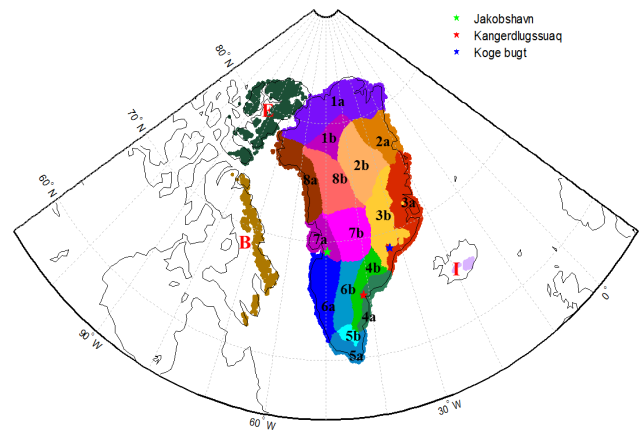 Jakobshavn
Kangerdlugssuaq
Koge bugt
80° N
70° N
60° N
E
1a
1b
2a
2b
8a
8b
3a
3b
7a
7b
B
I
4b
6b
6a
4a
5b
5a
0°
90° W
60° W
30° W